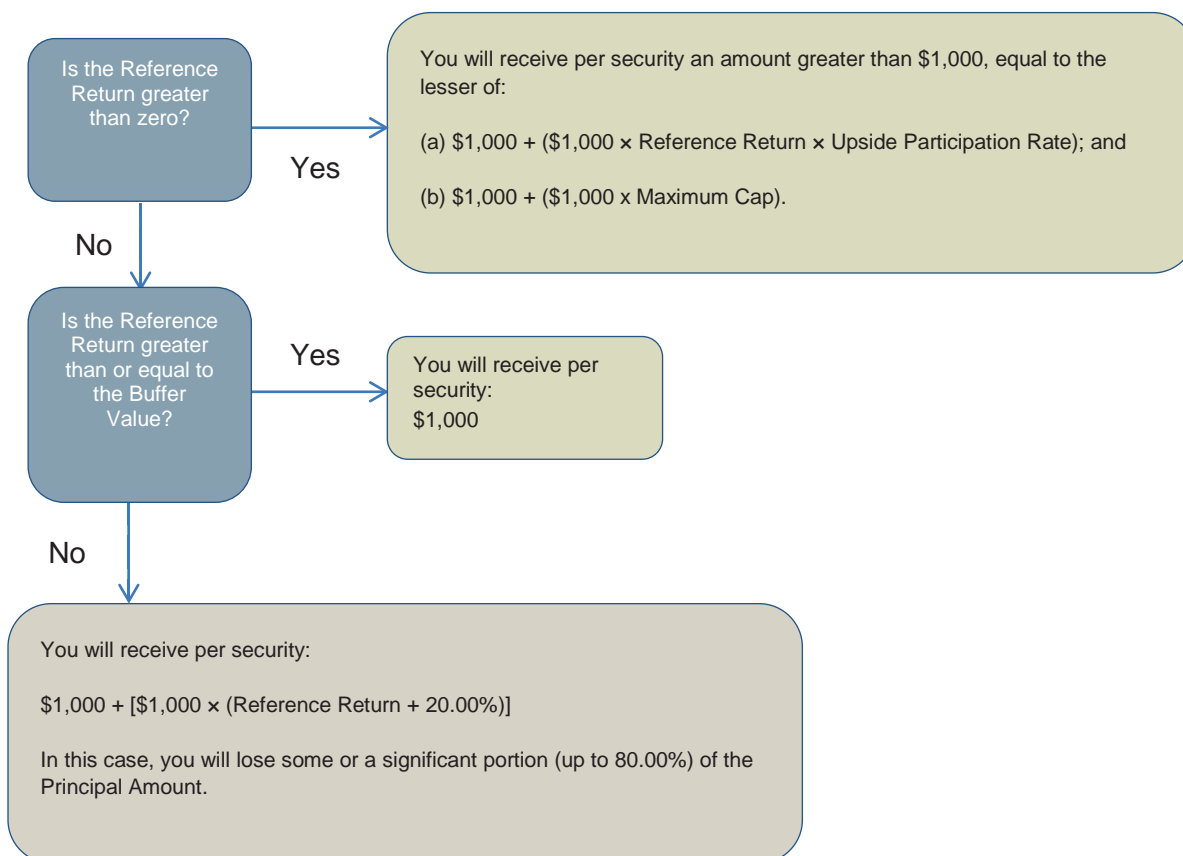 Is the Reference
Return greater
than zero?
Yes
You will receive per security an amount greater than $1,000, equal to the
lesser of:
(a) $1,000 + ($1,000 × Reference Return × Upside Participation Rate); and
(b) $1,000 + ($1,000 x Maximum Cap).
No
Is the Reference
Return greater
than or equal to
the Buffer
Value?
Yes
You will receive per
security:
$1,000
No
You will receive per security:
$1,000 + [$1,000 × (Reference Return + 20.00%)]
In this case, you will lose some or a significant portion (up to 80.00%) of the
Principal Amount.